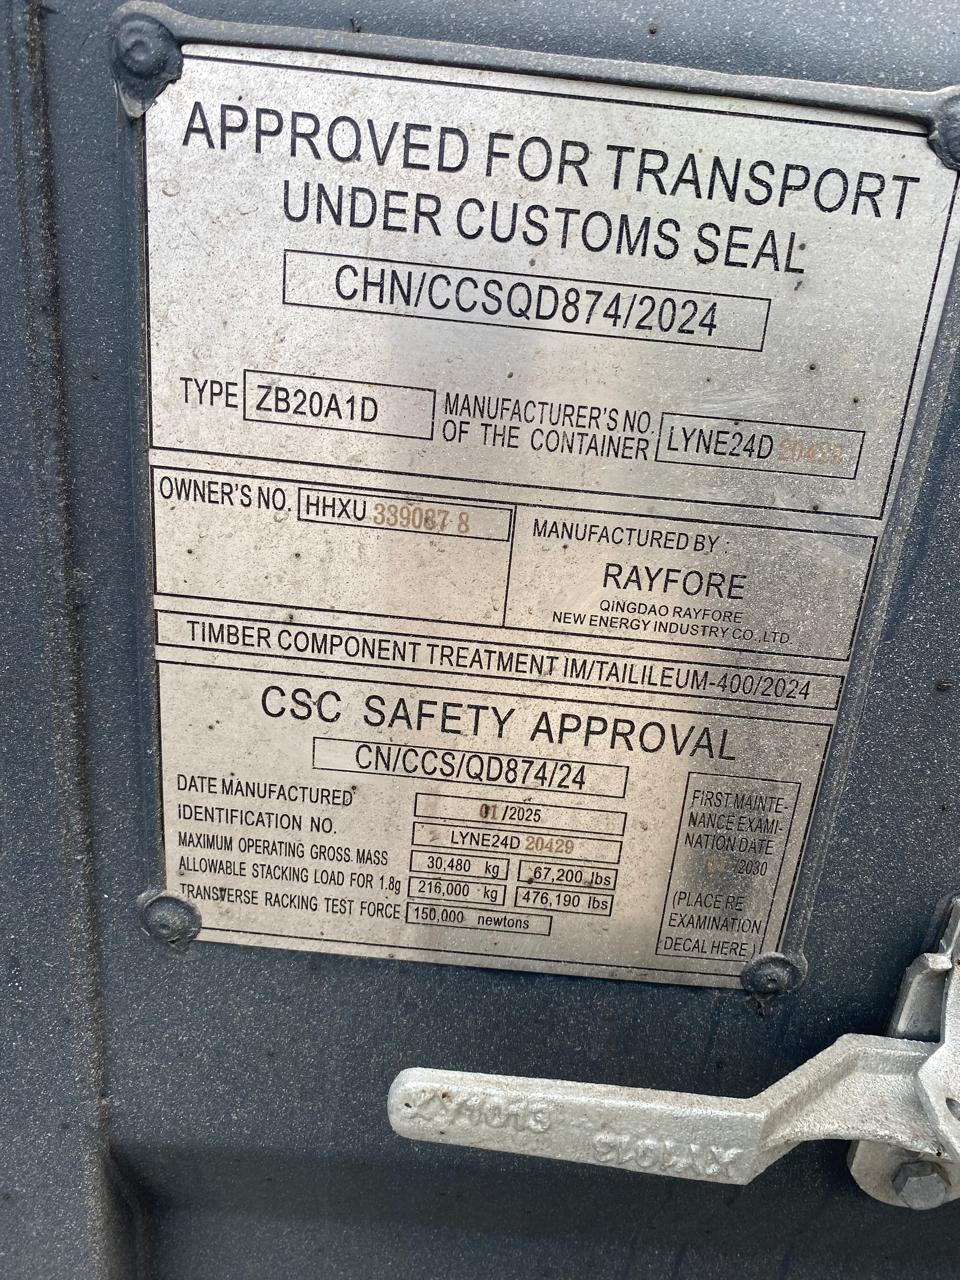 APPROVED FOR TRANSPORT
UNDER CUSTOMS SEAL
CHN/CCSQD874/2024
TYPE ZB20A1D
MANUFACTURER'S NO.
OF THE CONTAINER
LYNE24D 20429
OWNER'S NO. HHXU 339087 8
MANUFACTURED BY :
RAYFORE
QINGDAO RAYFORE
NEW ENERGY INDUSTRY CO.,LTD
TIMBER COMPONENT TREATMENT IM/TAILILEUM-400/2024
CSC SAFETY APPROVAL
CN/CCS/QD874/24
DATE MANUFACTURED 01/2025
IDENTIFICATION NO. LYNE24D 20429
MAXIMUM OPERATING GROSS MASS 30,480 kg 67,200 lbs
ALLOWABLE STACKING LOAD FOR 1.8g 216,000 kg 476,190 lbs
TRANSVERSE RACKING TEST FORCE 150,000 newtons
FIRST MAINTE-
NANCE EXAMI-
NATION DATE
/2030
(PLACE RE
EXAMINATION
DECAL HERE)